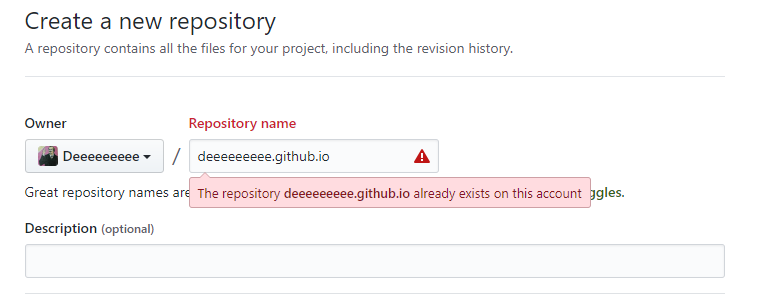 Create a new repository
A repository contains all the files for your project, including the revision history.
Owner
Repository name
Deeeeeeeee
/
deeeeeeeee.github.io
The repository deeeeeeeee.github.io already exists on this account
Great repository names are
ggles.
Description (optional)